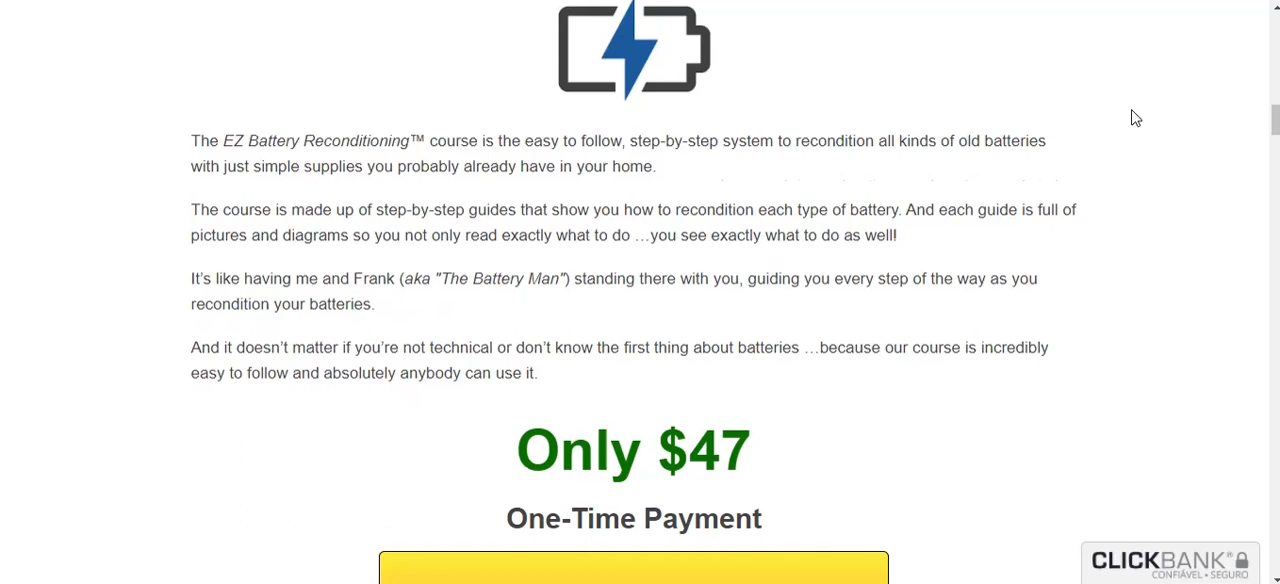 The EZ Battery Reconditioning™ course is the easy to follow, step-by-step system to recondition all kinds of old batteries
with just simple supplies you probably already have in your home.
The course is made up of step-by-step guides that show you how to recondition each type of battery. And each guide is full of
pictures and diagrams so you not only read exactly what to do …you see exactly what to do as well!
It’s like having me and Frank (aka "The Battery Man") standing there with you, guiding you every step of the way as you
recondition your batteries.
And it doesn’t matter if you’re not technical or don’t know the first thing about batteries …because our course is incredibly
easy to follow and absolutely anybody can use it.
Only $47
One-Time Payment
CLICKBANK®
CONFIÁVEL • SEGURO